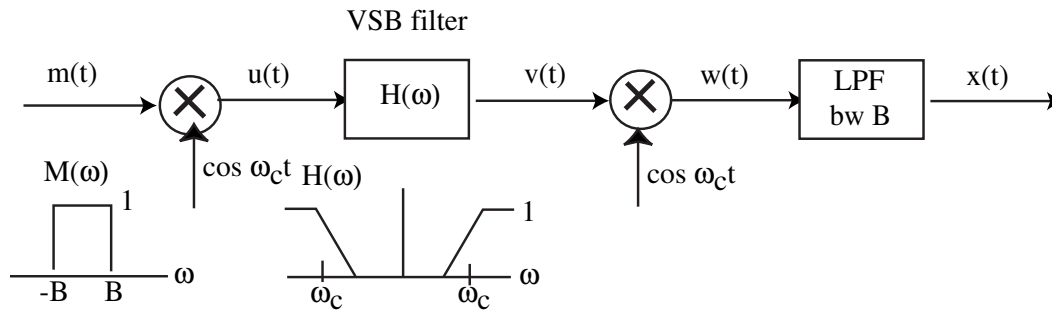 VSB filter
m(t)
u(t)
H(ω)
v(t)
w(t)
LPF
bw B
x(t)
cos ωct
cos ωct
M(ω)
1
-B
B
ω
H(ω)
1
ωc
ωc
ω